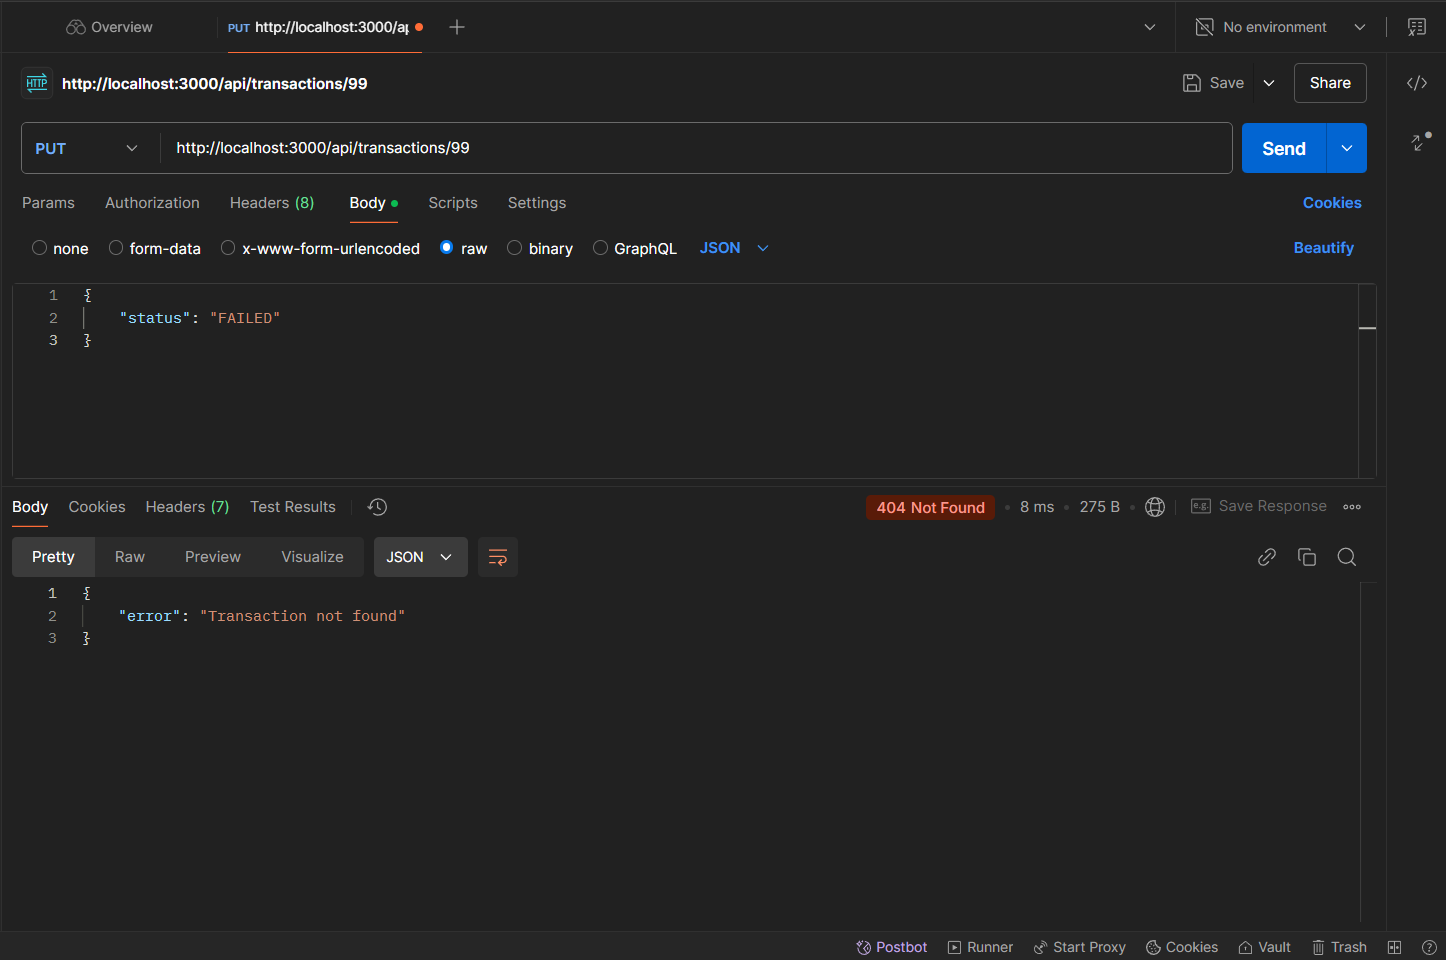 Overview
PUT http://localhost:3000/ap
No environment
HTTP http://localhost:3000/api/transactions/99
Save
Share
PUT
http://localhost:3000/api/transactions/99
Send
Params Authorization Headers (8) Body Scripts Settings
Cookies
none form-data x-www-form-urlencoded raw binary GraphQL JSON
Beautify
1 {
2 "status": "FAILED"
3 }
Body Cookies Headers (7) Test Results
404 Not Found • 8 ms • 275 B
e.g. Save Response
Pretty Raw Preview Visualize JSON
1 {
2 "error": "Transaction not found"
3 }
Postbot Runner Start Proxy Cookies Vault Trash